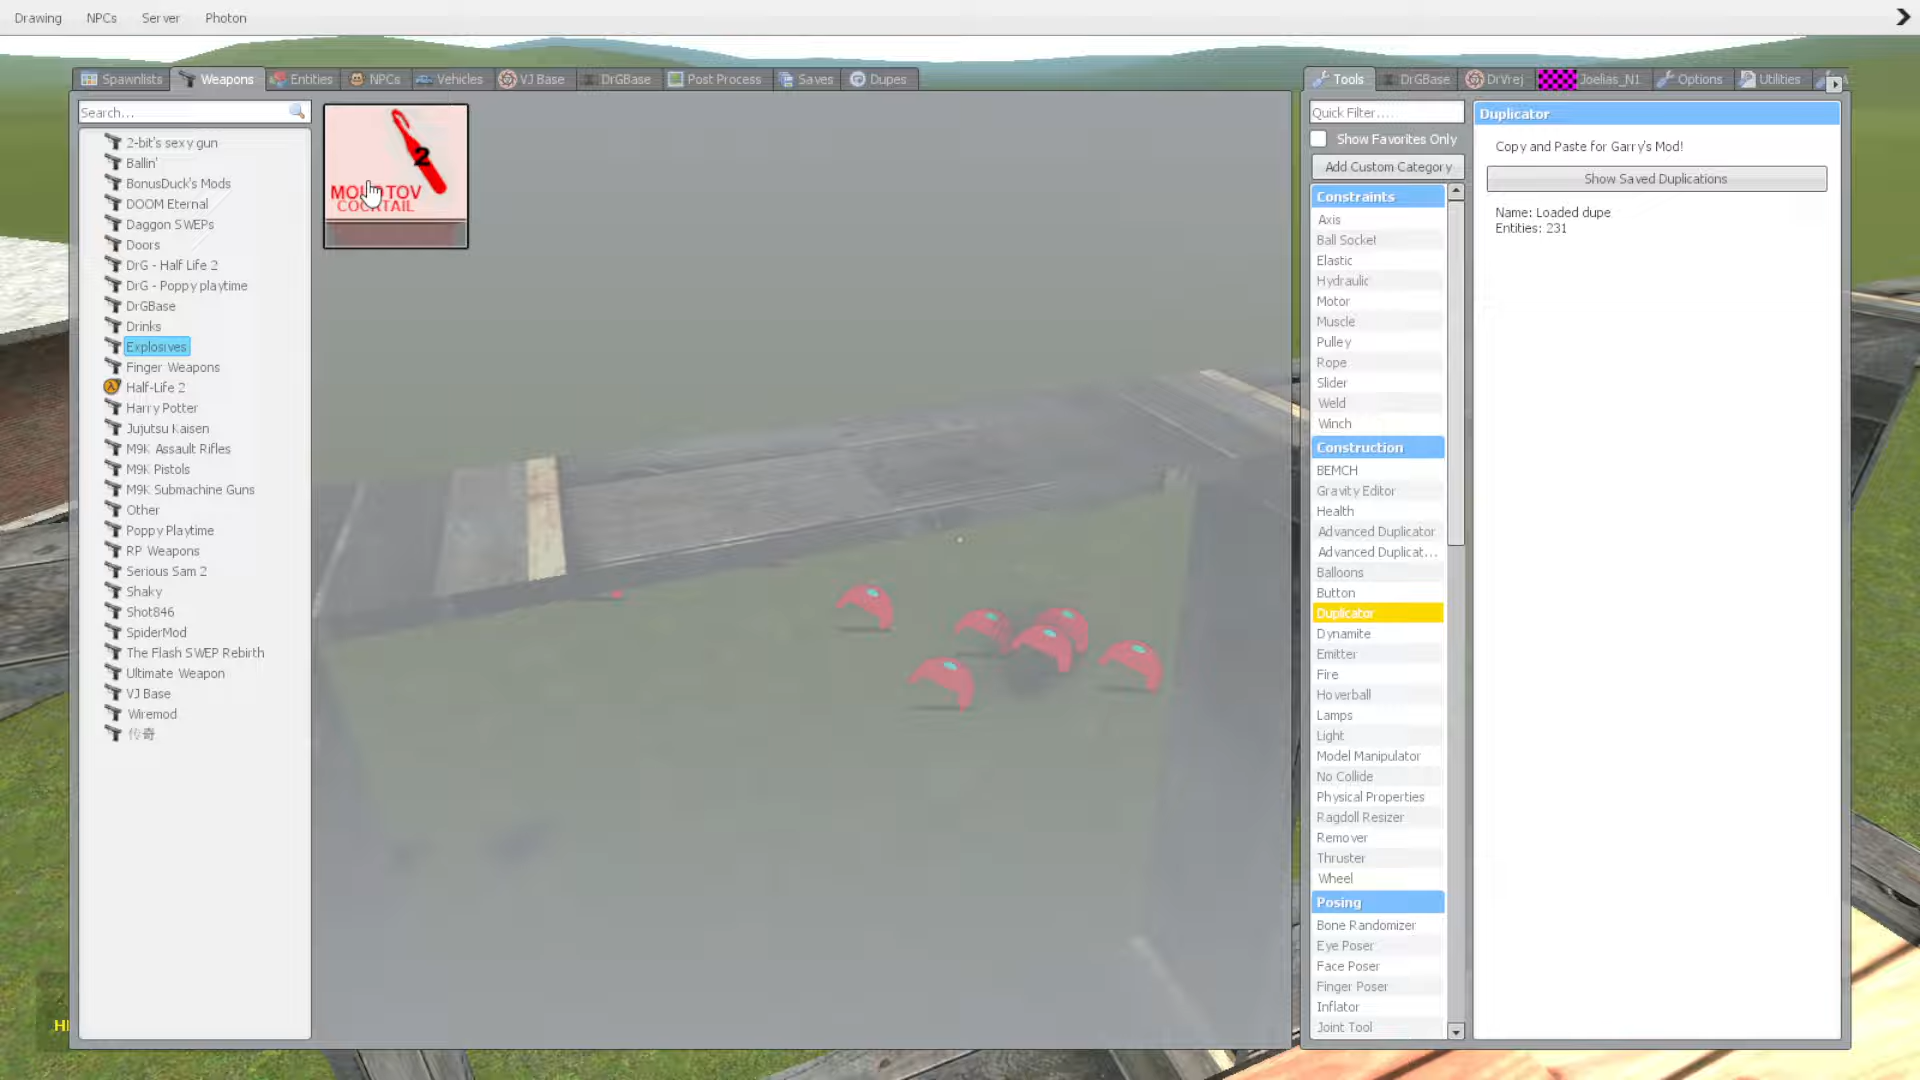 Drawing NPCs Server Photon
Spawnlists Weapons Entities NPCs Vehicles VJ Base DrGBase Post Process Saves Dupes
Search...
2-bit's sexy gun
Ballin'
BonusDuck's Mods
DOOM Eternal
Daggon SWEPs
Doors
DrG - Half Life 2
DrG - Poppy playtime
DrGBase
Drinks
Explosives
Finger Weapons
Half-Life 2
Harry Potter
Jujutsu Kaisen
M9K Assault Rifles
M9K Pistols
M9K Submachine Guns
Other
Poppy Playtime
RP Weapons
Serious Sam 2
Shaky
Shot846
SpiderMod
The Flash SWEP Rebirth
Ultimate Weapon
VJ Base
Wiremod
传奇
2
COCKTAIL
Tools DrGBase DrVrej Joelias_N1 Options Utilities
Quick Filter.....
Show Favorites Only
Add Custom Category
Constraints
Axis
Ball Socket
Elastic
Hydraulic
Motor
Muscle
Pulley
Rope
Slider
Weld
Winch
Construction
BEMCH
Gravity Editor
Health
Advanced Duplicator
Advanced Duplicat...
Balloons
Button
Duplicator
Dynamite
Emitter
Fire
Hoverball
Lamps
Light
Model Manipulator
No Collide
Physical Properties
Ragdoll Resizer
Remover
Thruster
Wheel
Posing
Bone Randomizer
Eye Poser
Face Poser
Finger Poser
Inflator
Joint Tool
Duplicator
Copy and Paste for Garry's Mod!
Show Saved Duplications
Name: Loaded dupe
Entities: 231